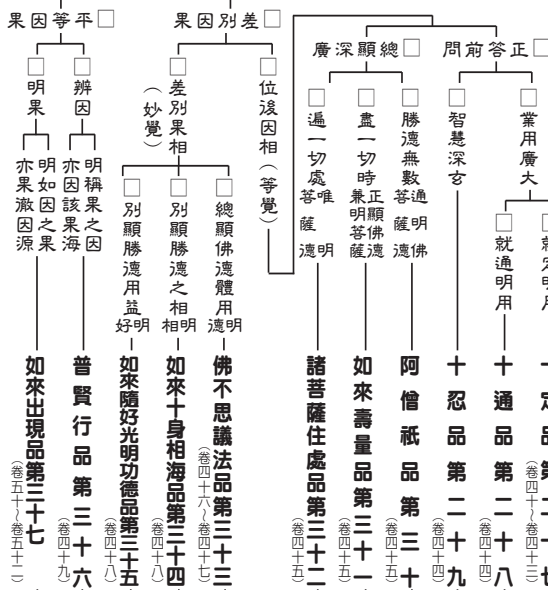 □正答前問
□業用廣大
□就通明用
十通品第二十八
（卷四十四）
□智慧深玄
十忍品第二十九
（卷四十四）
□總顯深廣
□勝德無數
通明佛
菩薩德
阿僧祇品第三十
（卷四十五）
□盡一切時
正顯佛德
兼明菩薩
如來壽量品第三十一
（卷四十五）
□遍一切處
唯明
菩薩德
諸菩薩住處品第三十二
（卷四十五）
□差別因果
□位後因相（等覺）
□差別果相
（妙覺）
□總顯佛德體用
明德
佛不思議法品第三十三
（卷四十六～卷四十七）
□別顯勝德之相
明相
如來十身相海品第三十四
（卷四十八）
□別顯勝德用益
明好
如來隨好光明功德品第三十五
（卷四十八）
□平等因果
□辨因
明稱果之因
亦因該果海
普賢行品第三十六
（卷四十九）
□明果
明如因之果
亦果徹因源
如來出現品第三十七
（卷五十～卷五十二）